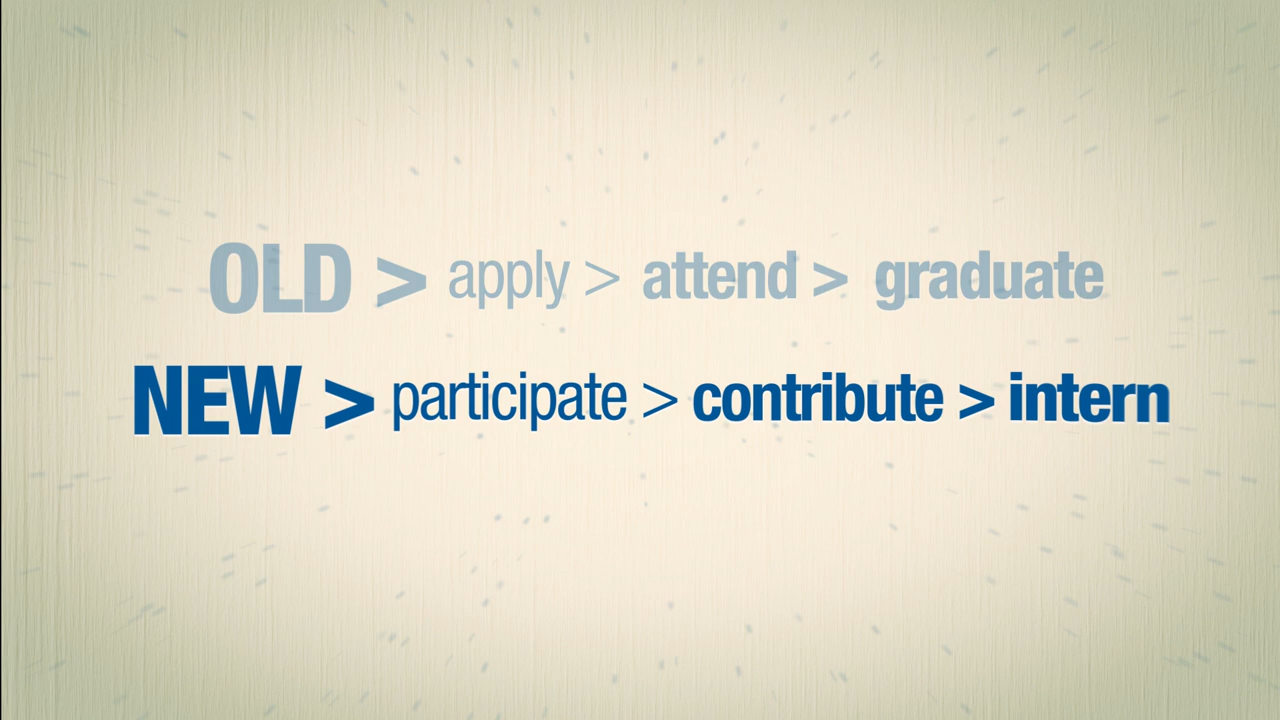 OLD > apply > attend > graduate
NEW > participate > contribute > intern